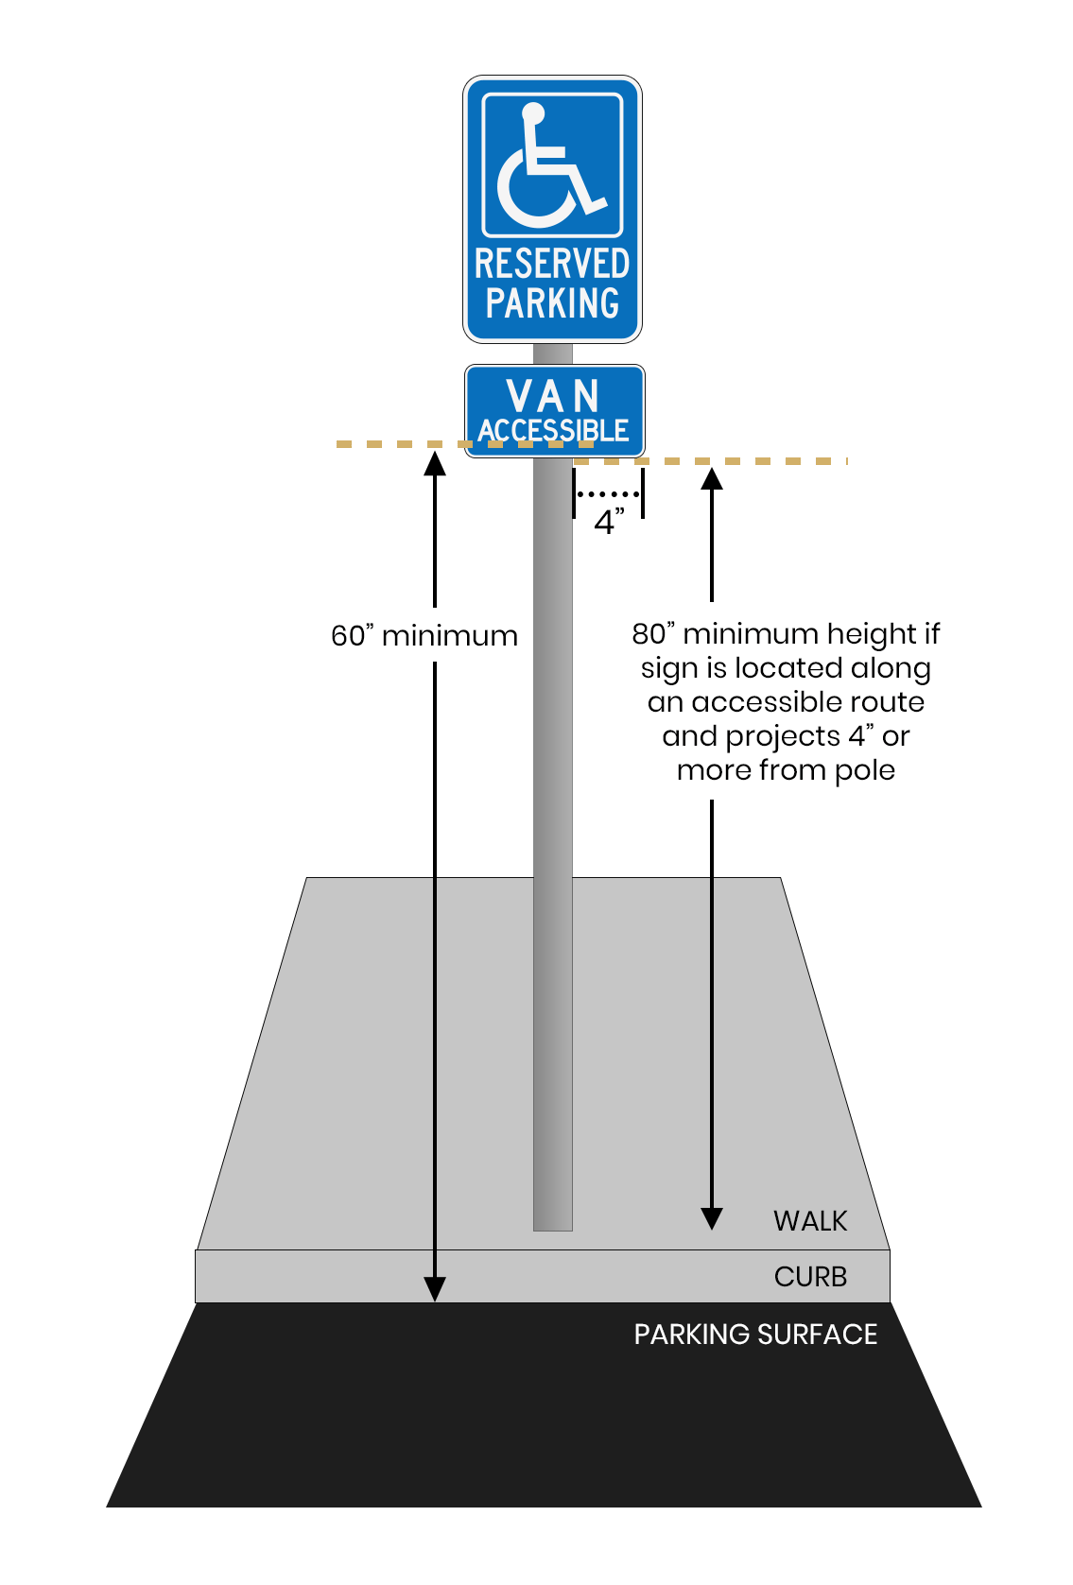 RESERVED
PARKING
VAN
ACCESSIBLE
4”
60” minimum
80” minimum height if
sign is located along
an accessible route
and projects 4” or
more from pole
WALK
CURB
PARKING SURFACE